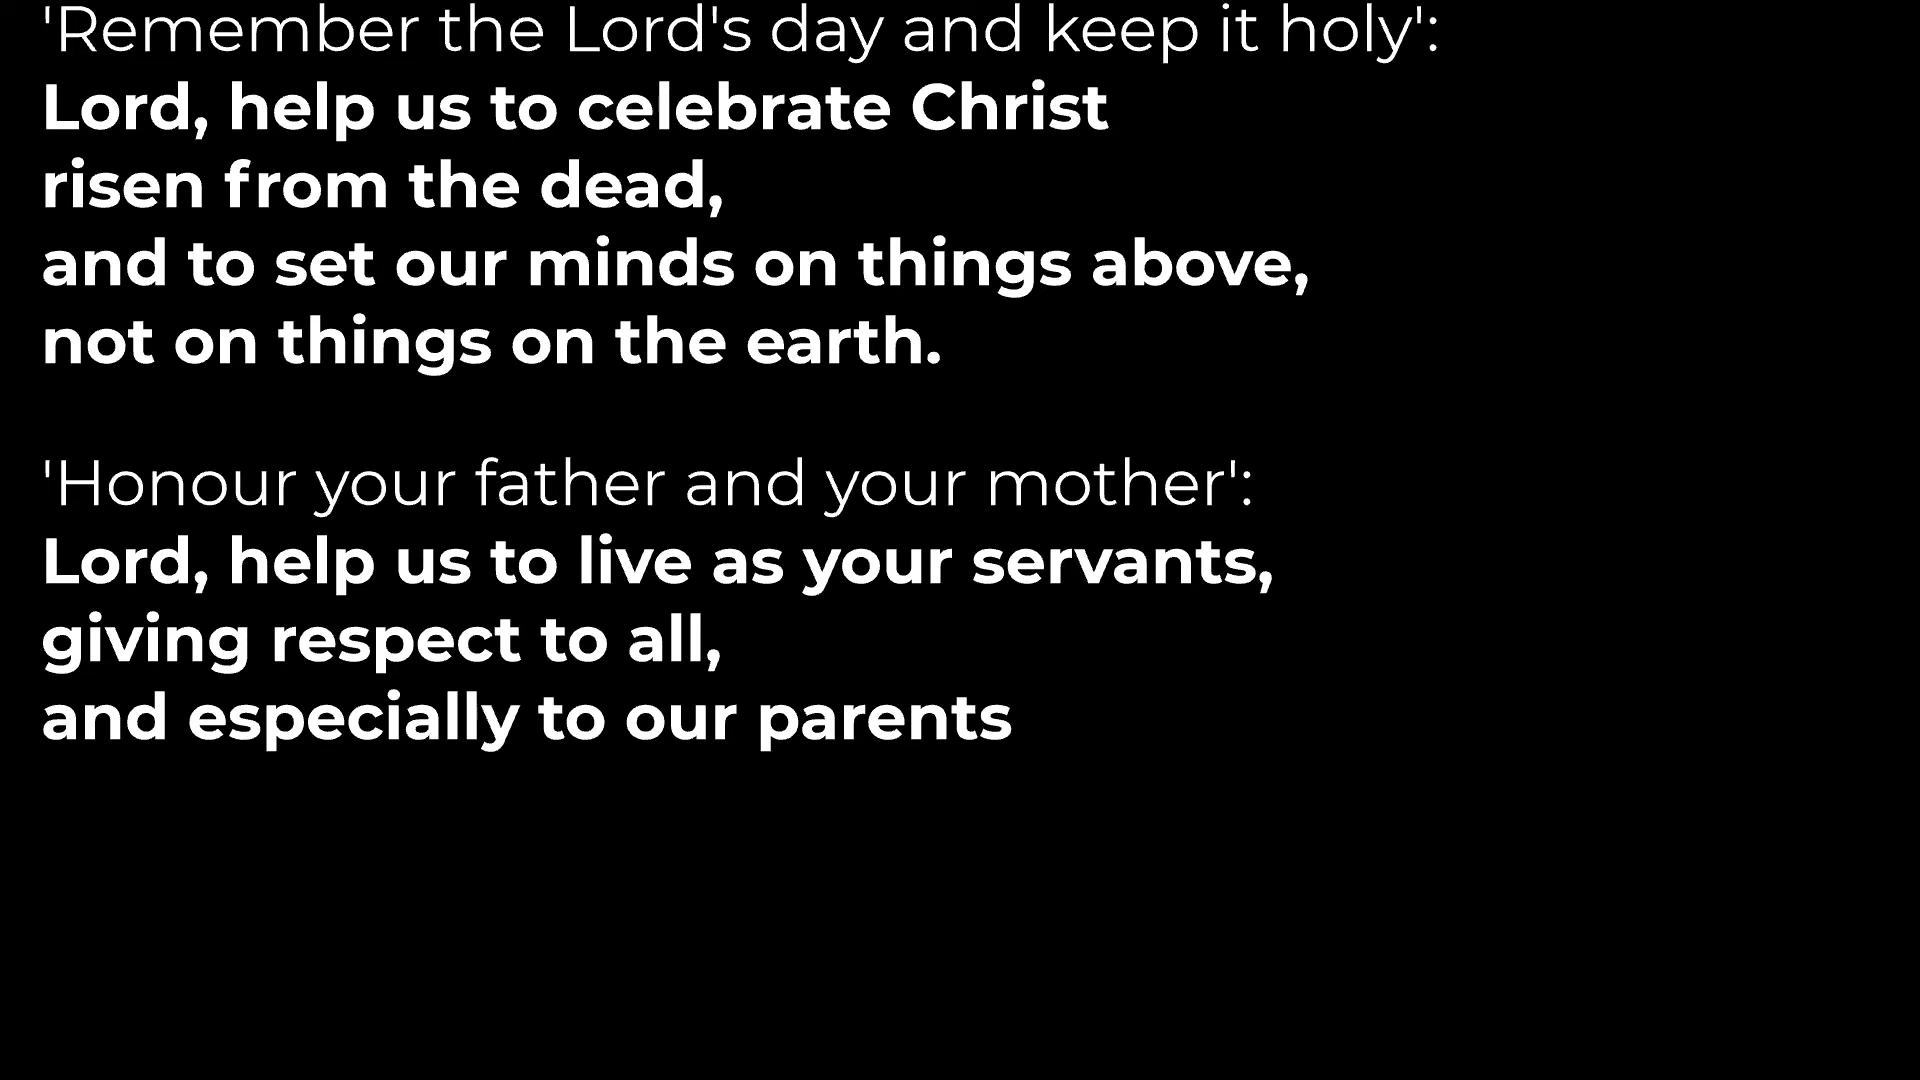 'Remember the Lord's day and keep it holy':
Lord, help us to celebrate Christ
risen from the dead,
and to set our minds on things above,
not on things on the earth.
'Honour your father and your mother':
Lord, help us to live as your servants,
giving respect to all,
and especially to our parents